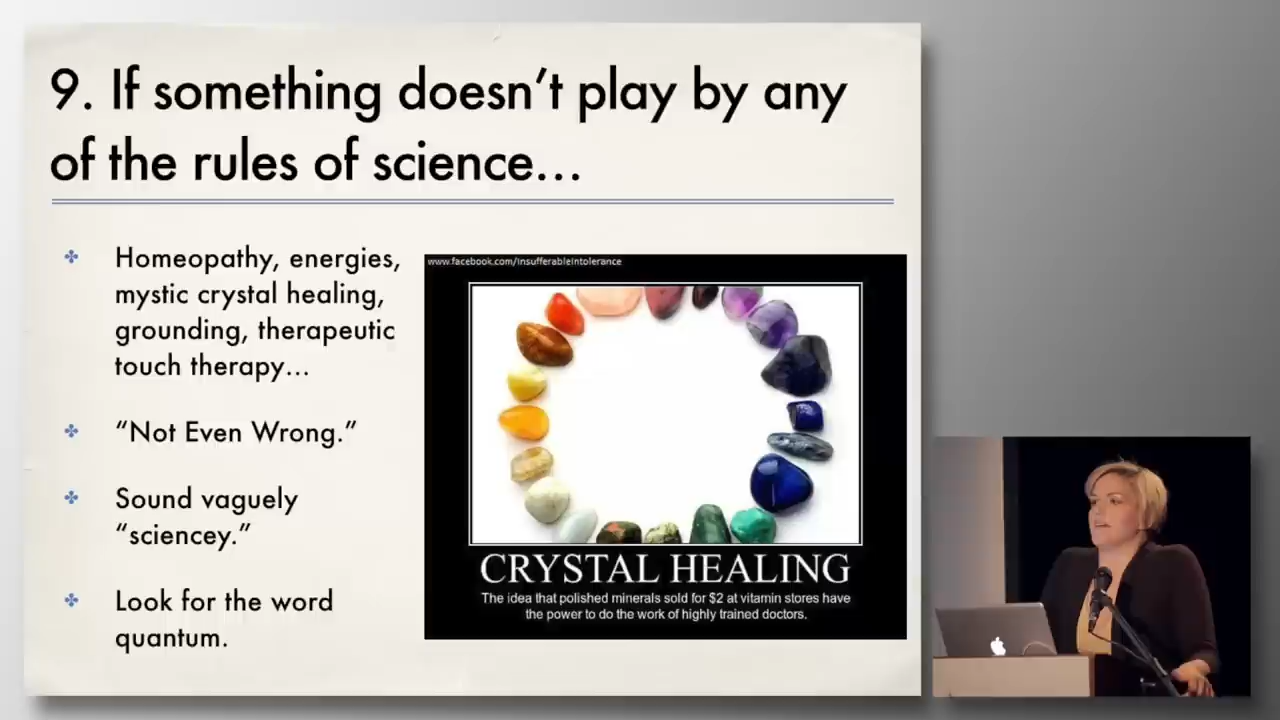 9. If something doesn't play by any
of the rules of science...
Homeopathy, energies,
mystic crystal healing,
grounding, therapeutic
touch therapy...
"Not Even Wrong."
Sound vaguely
"sciencey."
Look for the word
quantum.
www.facebook.com/insufferableintolerance
CRYSTAL HEALING
The idea that polished minerals sold for $2 at vitamin stores have
the power to do the work of highly trained doctors.